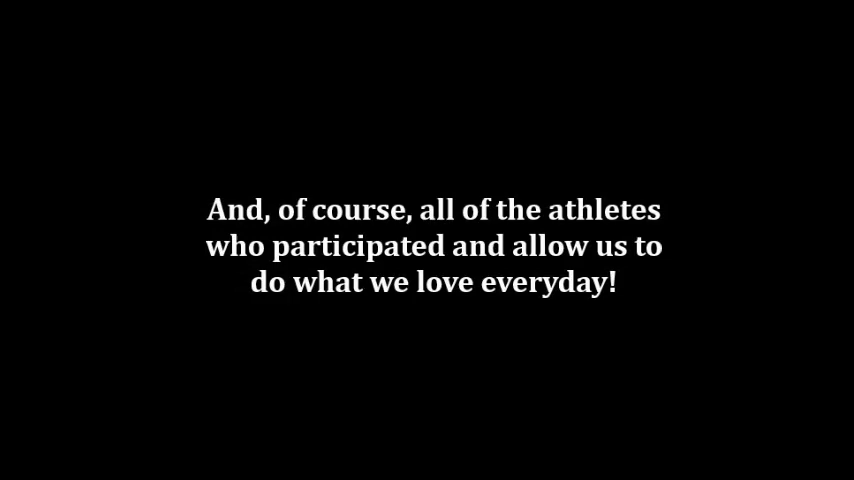 And, of course, all of the athletes
who participated and allow us to
do what we love everyday!